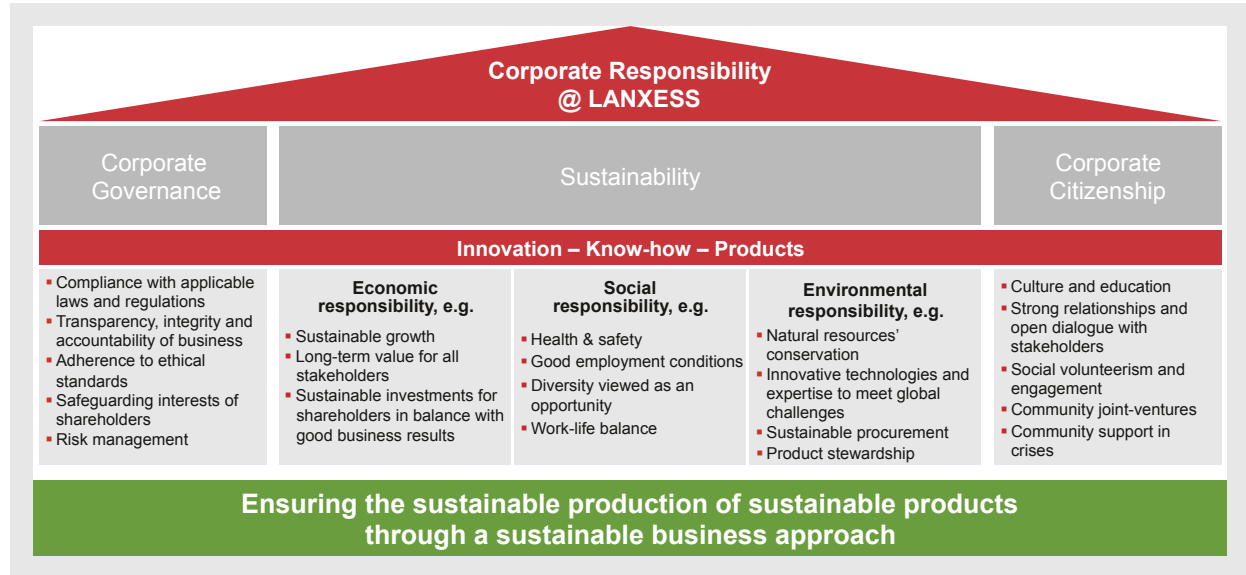 Corporate Responsibility
@ LANXESS
Corporate
Governance
Sustainability
Corporate
Citizenship
Innovation – Know-how – Products
▪ Compliance with applicable
laws and regulations
▪ Transparency, integrity and
accountability of business
▪ Adherence to ethical
standards
▪ Safeguarding interests of
shareholders
▪ Risk management
Economic
responsibility, e.g.
▪ Sustainable growth
▪ Long-term value for all
stakeholders
▪ Sustainable investments for
shareholders in balance with
good business results
Social
responsibility, e.g.
▪ Health & safety
▪ Good employment conditions
▪ Diversity viewed as an
opportunity
▪ Work-life balance
Environmental
responsibility, e.g.
▪ Natural resources’
conservation
▪ Innovative technologies and
expertise to meet global
challenges
▪ Sustainable procurement
▪ Product stewardship
▪ Culture and education
▪ Strong relationships and
open dialogue with
stakeholders
▪ Social volunteerism and
engagement
▪ Community joint-ventures
▪ Community support in
crises
Ensuring the sustainable production of sustainable products
through a sustainable business approach